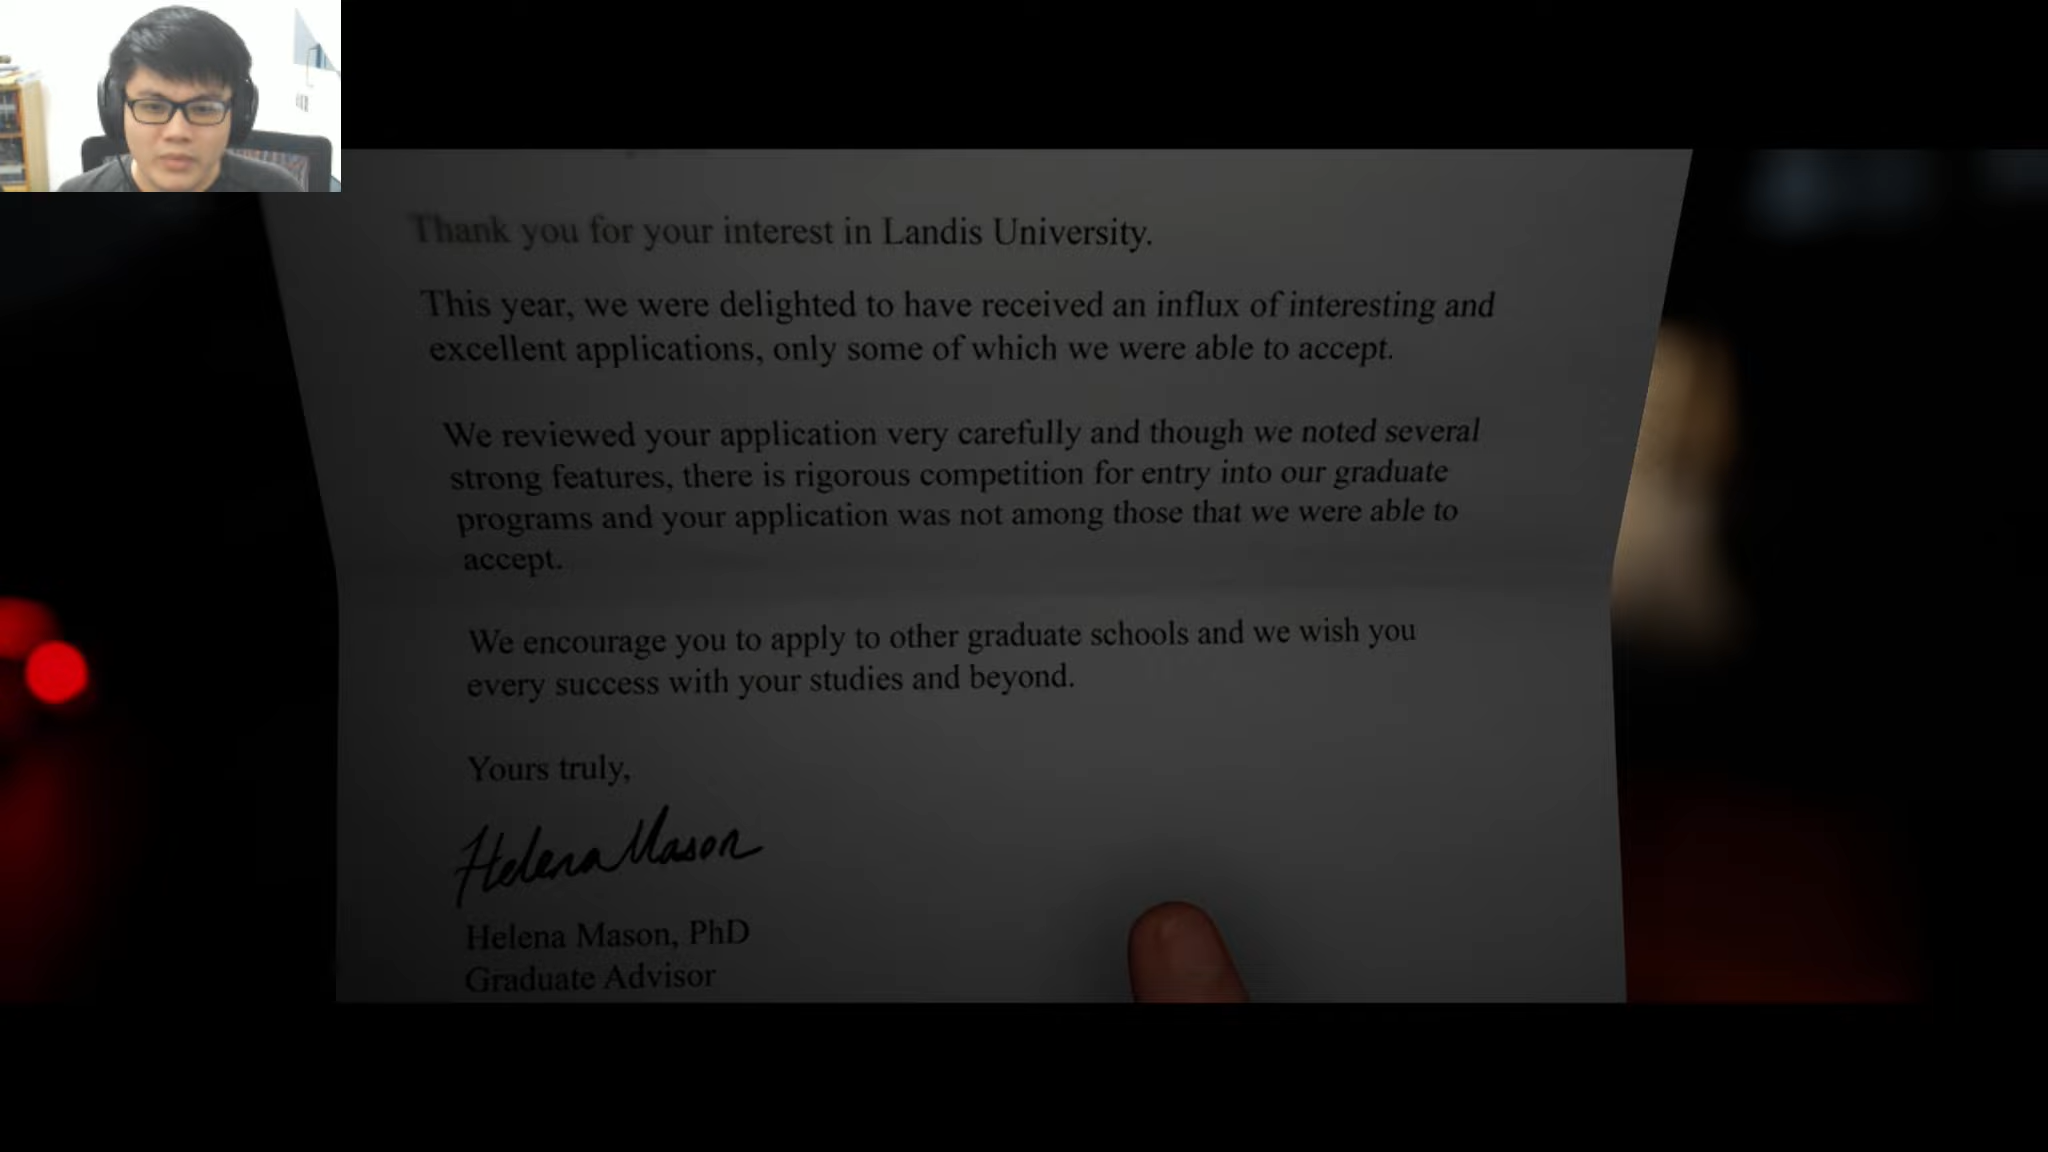 Thank you for your interest in Landis University.
This year, we were delighted to have received an influx of interesting and
excellent applications, only some of which we were able to accept.
We reviewed your application very carefully and though we noted several
strong features, there is rigorous competition for entry into our graduate
programs and your application was not among those that we were able to
accept.
We encourage you to apply to other graduate schools and we wish you
every success with your studies and beyond.
Yours truly,
Helena Mason
Helena Mason, PhD
Graduate Advisor